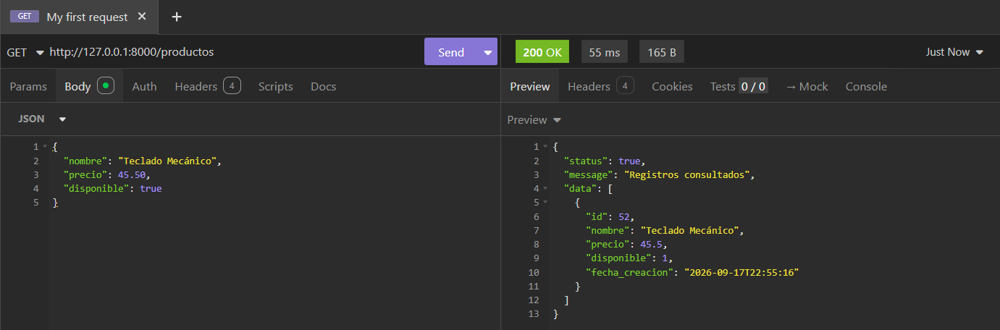 GET My first request
GET http://127.0.0.1:8000/productos Send 200 OK 55 ms 165 B Just Now
Params Body Auth Headers 4 Scripts Docs
Preview Headers 4 Cookies Tests 0 / 0 → Mock Console
JSON
Preview
1 {
2 "nombre": "Teclado Mecánico",
3 "precio": 45.50,
4 "disponible": true
5 }
1 {
2 "status": true,
3 "message": "Registros consultados",
4 "data": [
5 {
6 "id": 52,
7 "nombre": "Teclado Mecánico",
8 "precio": 45.5,
9 "disponible": 1,
10 "fecha_creacion": "2026-09-17T22:55:16"
11 }
12 ]
13 }